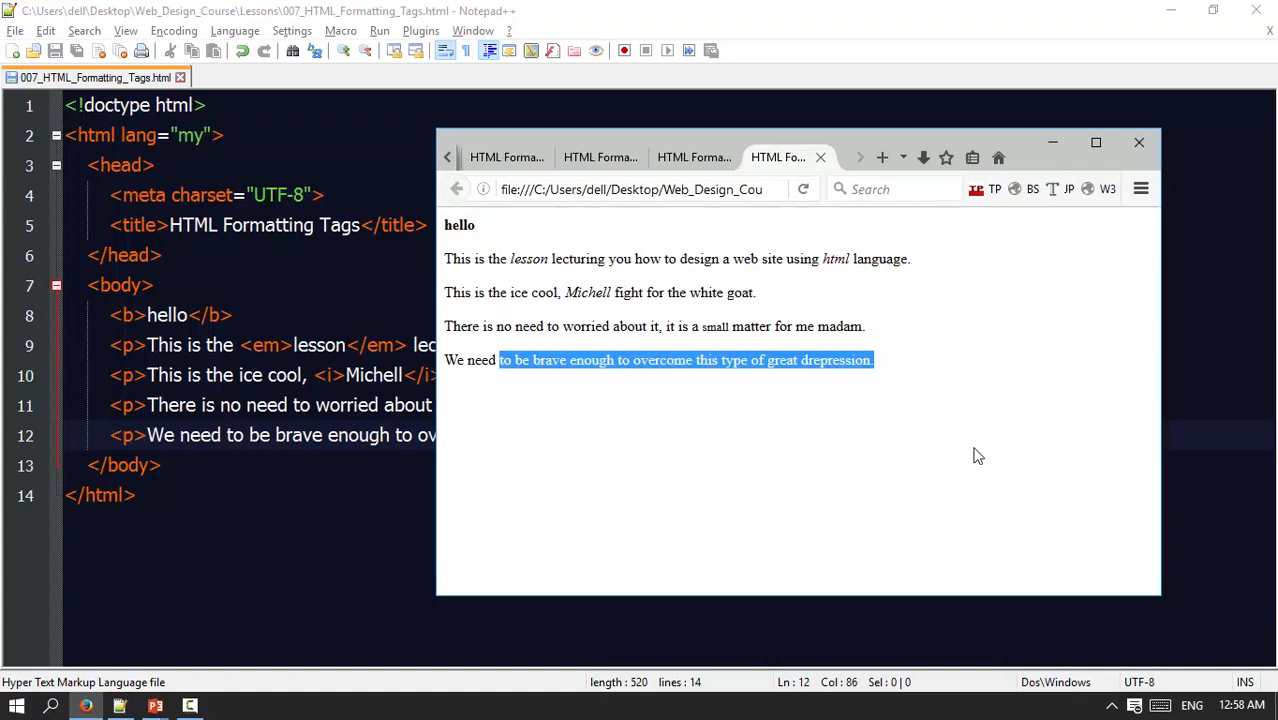 C:\Users\dell\Desktop\Web_Design_Course\Lessons\007_HTML_Formatting_Tags.html - Notepad++
File Edit Search View Encoding Language Settings Macro Run Plugins Window ? X
007_HTML_Formatting_Tags.html
1 <!doctype html>
2 <html lang="my">
3 <head>
4 <meta charset="UTF-8">
5 <title>HTML Formatting Tags</title>
6 </head>
7 <body>
8 <b>hello</b>
9 <p>This is the <em>lesson</em> lec
10 <p>This is the ice cool, <i>Michell</i>
11 <p>There is no need to worried about
12 <p>We need to be brave enough to ov
13 </body>
14 </html>
HTML Forma... HTML Forma... HTML Forma... HTML Fo...
file:///C:/Users/dell/Desktop/Web_Design_Cou Search TP BS JP W3
hello
This is the lesson lecturing you how to design a web site using html language.
This is the ice cool, Michell fight for the white goat.
There is no need to worried about it, it is a small matter for me madam.
We need to be brave enough to overcome this type of great drepression.
Hyper Text Markup Language file length : 520 lines : 14 Ln : 12 Col : 86 Sel : 0 | 0 Dos\Windows UTF-8 INS
ENG 12:58 AM